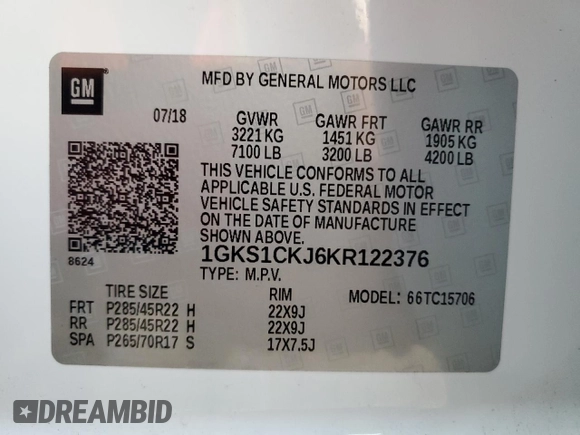 GM
MFD BY GENERAL MOTORS LLC
07/18 GVWR GAWR FRT GAWR RR
3221 KG 1451 KG 1905 KG
7100 LB 3200 LB 4200 LB
THIS VEHICLE CONFORMS TO ALL
APPLICABLE U.S. FEDERAL MOTOR
VEHICLE SAFETY STANDARDS IN EFFECT
ON THE DATE OF MANUFACTURE
SHOWN ABOVE.
8624
1GKS1CKJ6KR122376
TYPE: M.P.V.
TIRE SIZE RIM MODEL: 66TC15706
FRT P285/45R22 H 22X9J
RR P285/45R22 H 22X9J
SPA P265/70R17 S 17X7.5J
DREAMBID